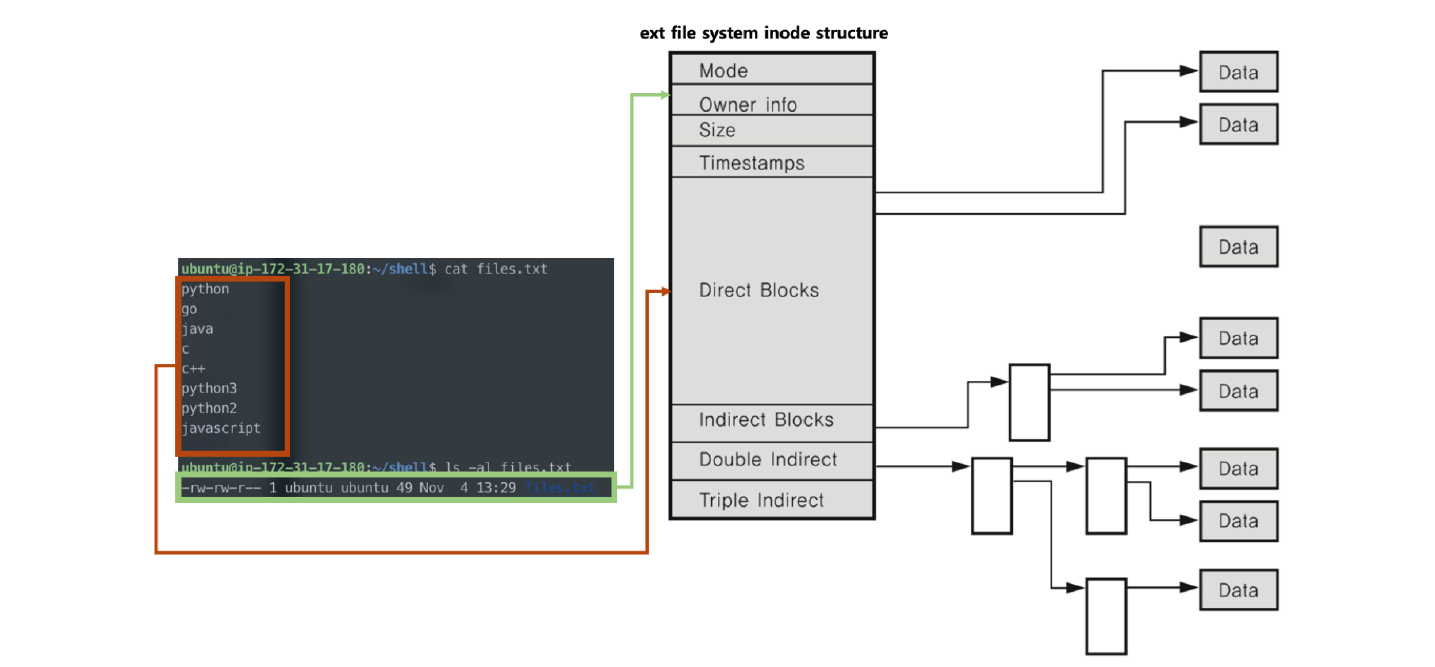 ext file system inode structure
Mode
Owner info
Size
Timestamps
Direct Blocks
Indirect Blocks
Double Indirect
Triple Indirect
Data
Data
Data
Data
Data
Data
Data
Data
ubuntu@ip-172-31-17-180:~/shell$ cat files.txt
python
go
java
c
c++
python3
python2
javascript
ubuntu@ip-172-31-17-180:~/shell$ ls -al files.txt
-rw-rw-r-- 1 ubuntu ubuntu 49 Nov  4 13:29 files.txt